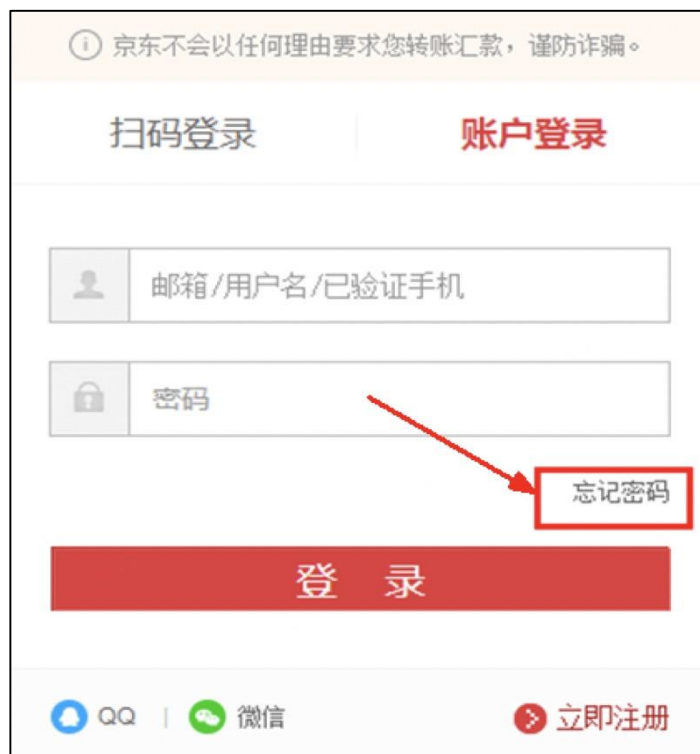 京东不会以任何理由要求您转账汇款，谨防诈骗。
扫码登录 账户登录
邮箱/用户名/已验证手机
密码
忘记密码
登 录
QQ | 微信 立即注册